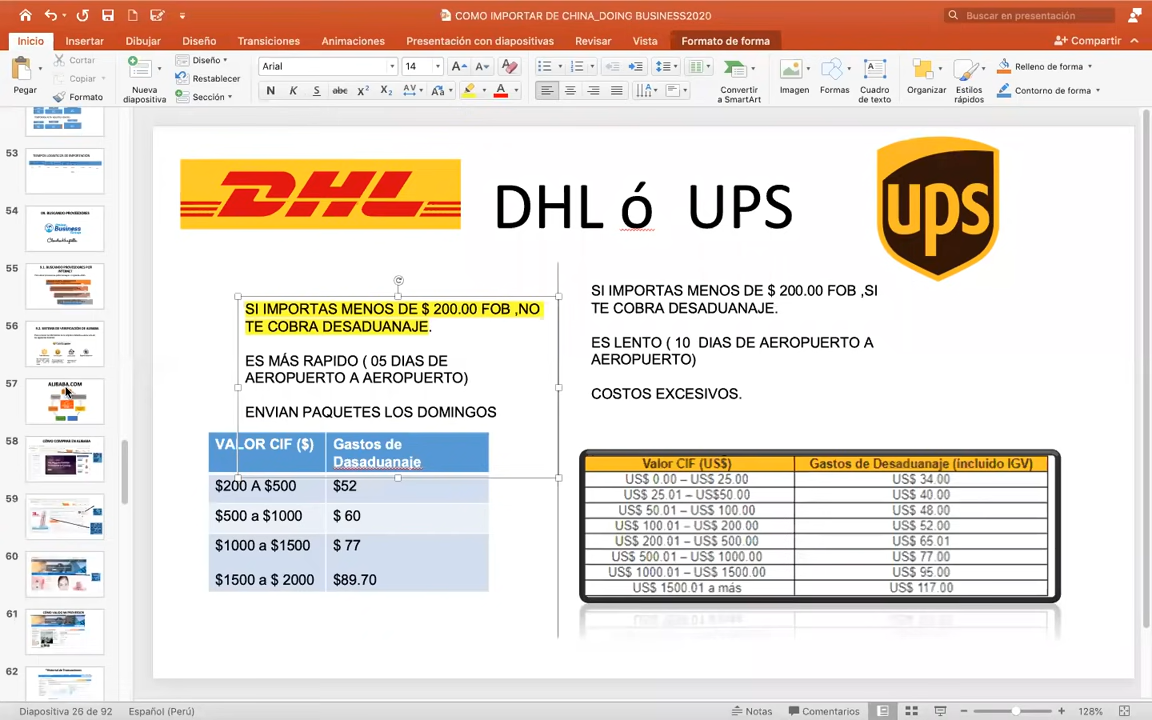 COMO IMPORTAR DE CHINA_DOING BUSINESS2020
Buscar en presentación
Inicio
Insertar
Dibujar
Diseño
Transiciones
Animaciones
Presentación con diapositivas
Revisar
Vista
Formato de forma
Compartir
Pegar
Cortar
Copiar
Formato
Nueva
diapositiva
Diseño
Restablecer
Sección
Arial
14
Convertir
a SmartArt
Imagen
Formas
Cuadro
de texto
Organizar
Estilos
rápidos
Relleno de forma
Contorno de forma
53
54
55
56
57
ALIBABA.COM
58
59
60
61
62
DHL
DHL ó UPS
ups
SI IMPORTAS MENOS DE $ 200.00 FOB ,NO
TE COBRA DESADUANAJE.
ES MÁS RAPIDO ( 05 DIAS DE
AEROPUERTO A AEROPUERTO)
ENVIAN PAQUETES LOS DOMINGOS
VALOR CIF ($) Gastos de
Dasaduanaje
$200 A $500 $52
$500 a $1000 $ 60
$1000 a $1500 $ 77
$1500 a $ 2000 $89.70
SI IMPORTAS MENOS DE $ 200.00 FOB ,SI
TE COBRA DESADUANAJE.
ES LENTO ( 10 DIAS DE AEROPUERTO A
AEROPUERTO)
COSTOS EXCESIVOS.
Valor CIF (US$) Gastos de Desaduanaje (incluido IGV)
US$ 0.00 – US$ 25.00 US$ 34.00
US$ 25.01 – US$50.00 US$ 40.00
US$ 50.01 – US$ 100.00 US$ 48.00
US$ 100.01 – US$ 200.00 US$ 52.00
US$ 200.01 – US$ 500.00 US$ 65.01
US$ 500.01 – US$ 1000.00 US$ 77.00
US$ 1000.01 – US$ 1500.00 US$ 95.00
US$ 1500.01 a más US$ 117.00
Diapositiva 26 de 92
Español (Perú)
Notas
Comentarios
128%